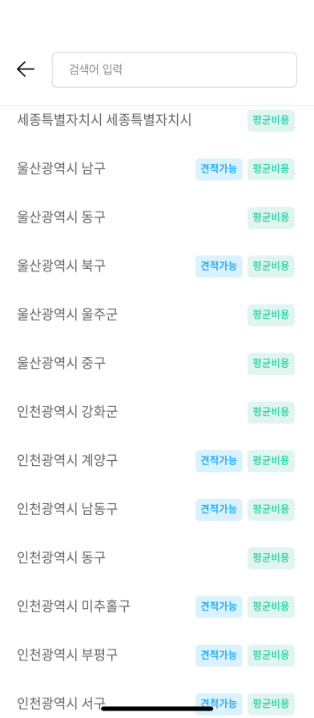 검색어 입력
세종특별자치시 세종특별자치시 평균비용
울산광역시 남구 견적가능 평균비용
울산광역시 동구 평균비용
울산광역시 북구 견적가능 평균비용
울산광역시 울주군 평균비용
울산광역시 중구 평균비용
인천광역시 강화군 평균비용
인천광역시 계양구 견적가능 평균비용
인천광역시 남동구 견적가능 평균비용
인천광역시 동구 평균비용
인천광역시 미추홀구 견적가능 평균비용
인천광역시 부평구 견적가능 평균비용
인천광역시 서구 견적가능 평균비용